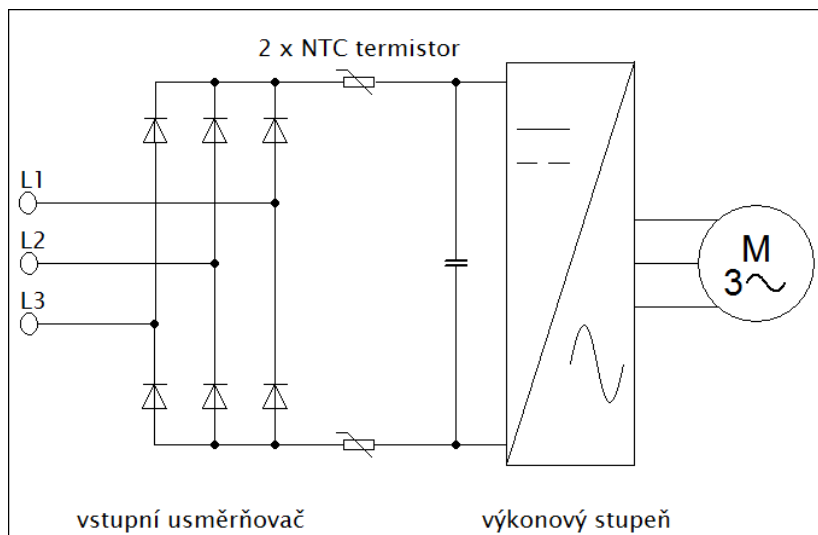 2 x NTC termistor
L1
L2
L3
M
3~
vstupní usměrňovač
výkonový stupeň